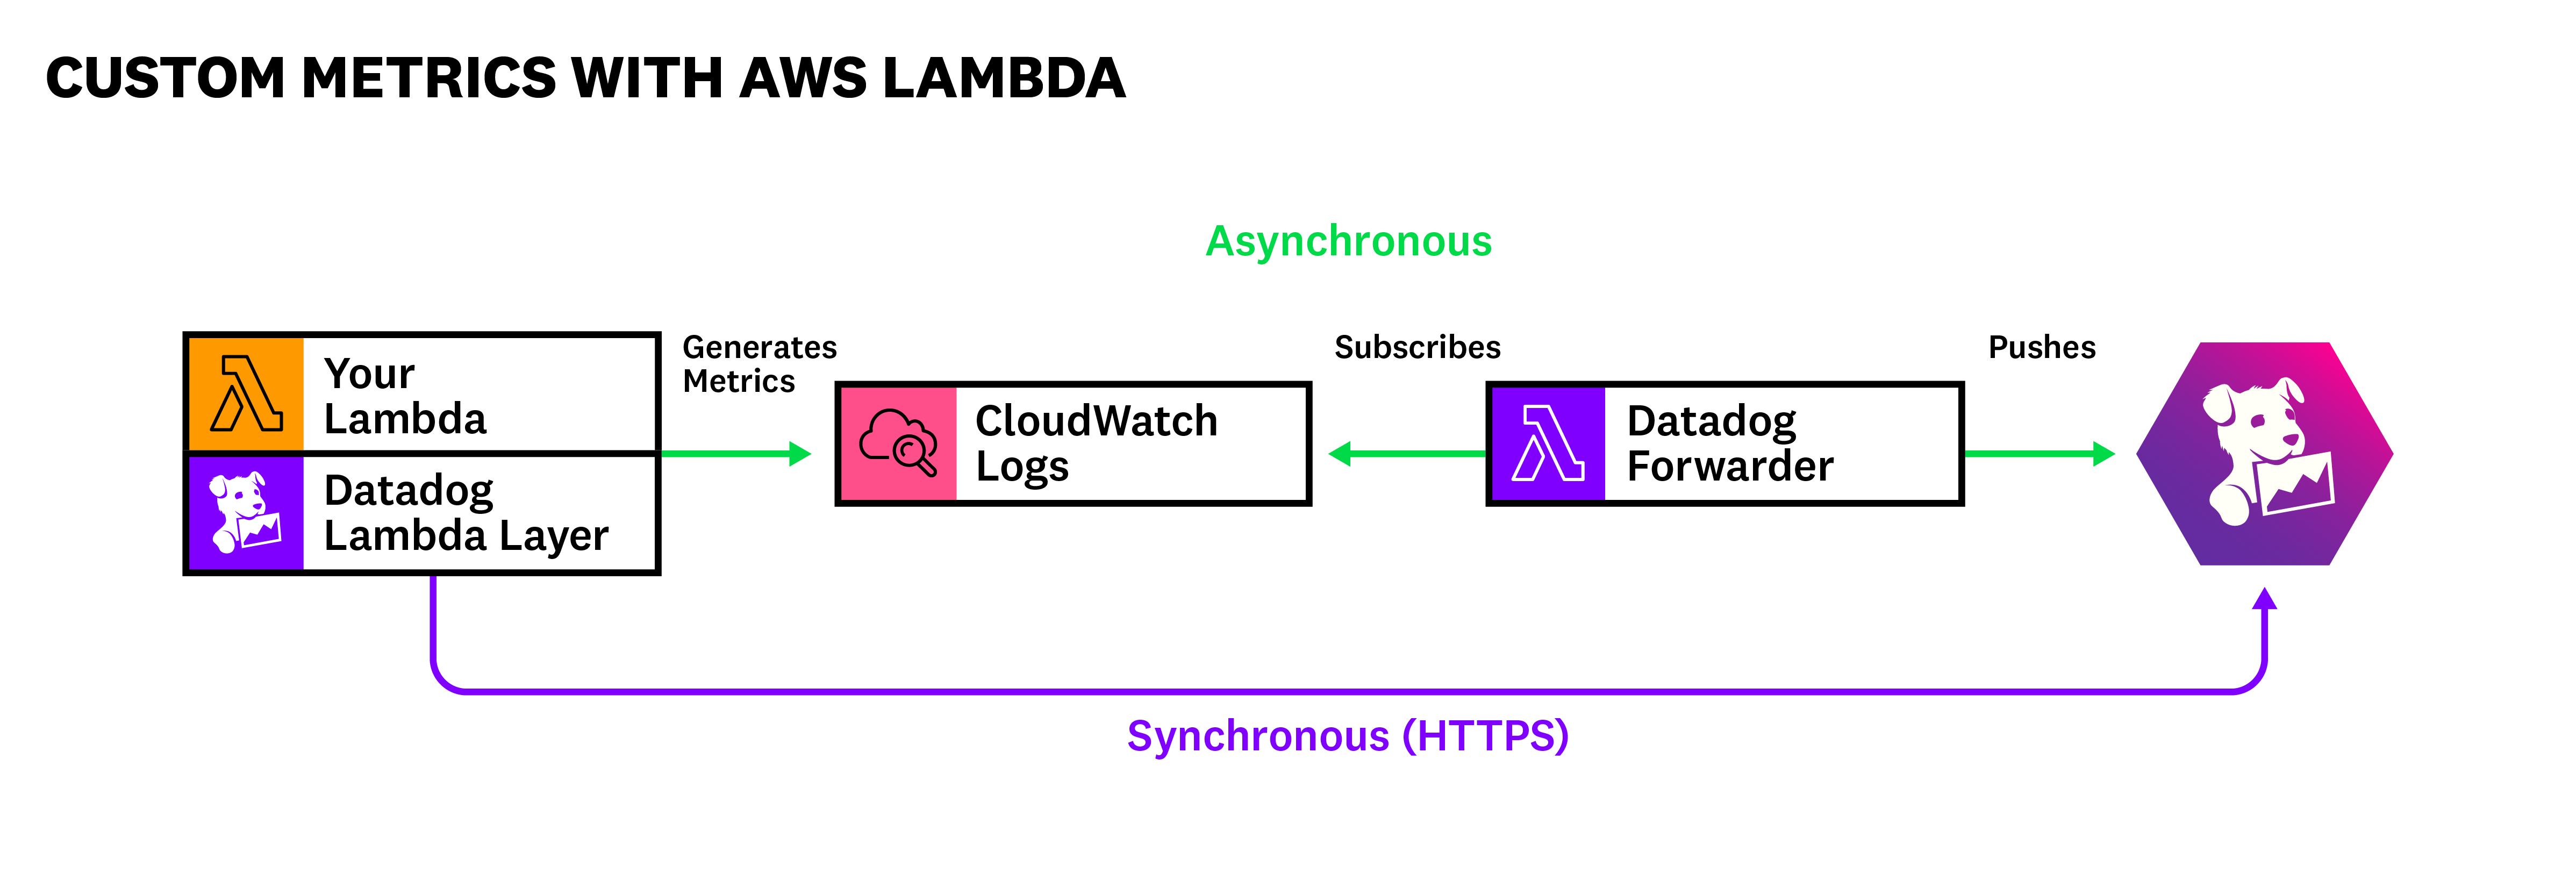 CUSTOM METRICS WITH AWS LAMBDA
Asynchronous
Your
Lambda
Datadog
Lambda Layer
Generates
Metrics
CloudWatch
Logs
Subscribes
Datadog
Forwarder
Pushes
Synchronous (HTTPS)